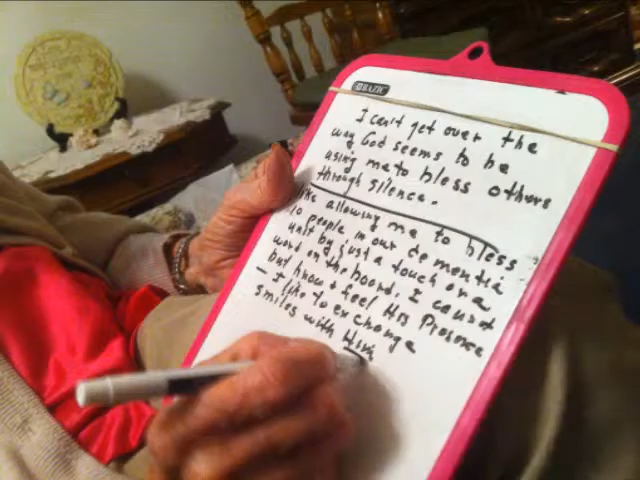 BAZIC
I can't get over the
way God seems to be
using me to bless others
through silence.
like allowing me to bless
10 people in our dementia
unit by just a touch or a
word on the board. I cannot
but know + feel His Presence
— I like to exchange
smiles with Him